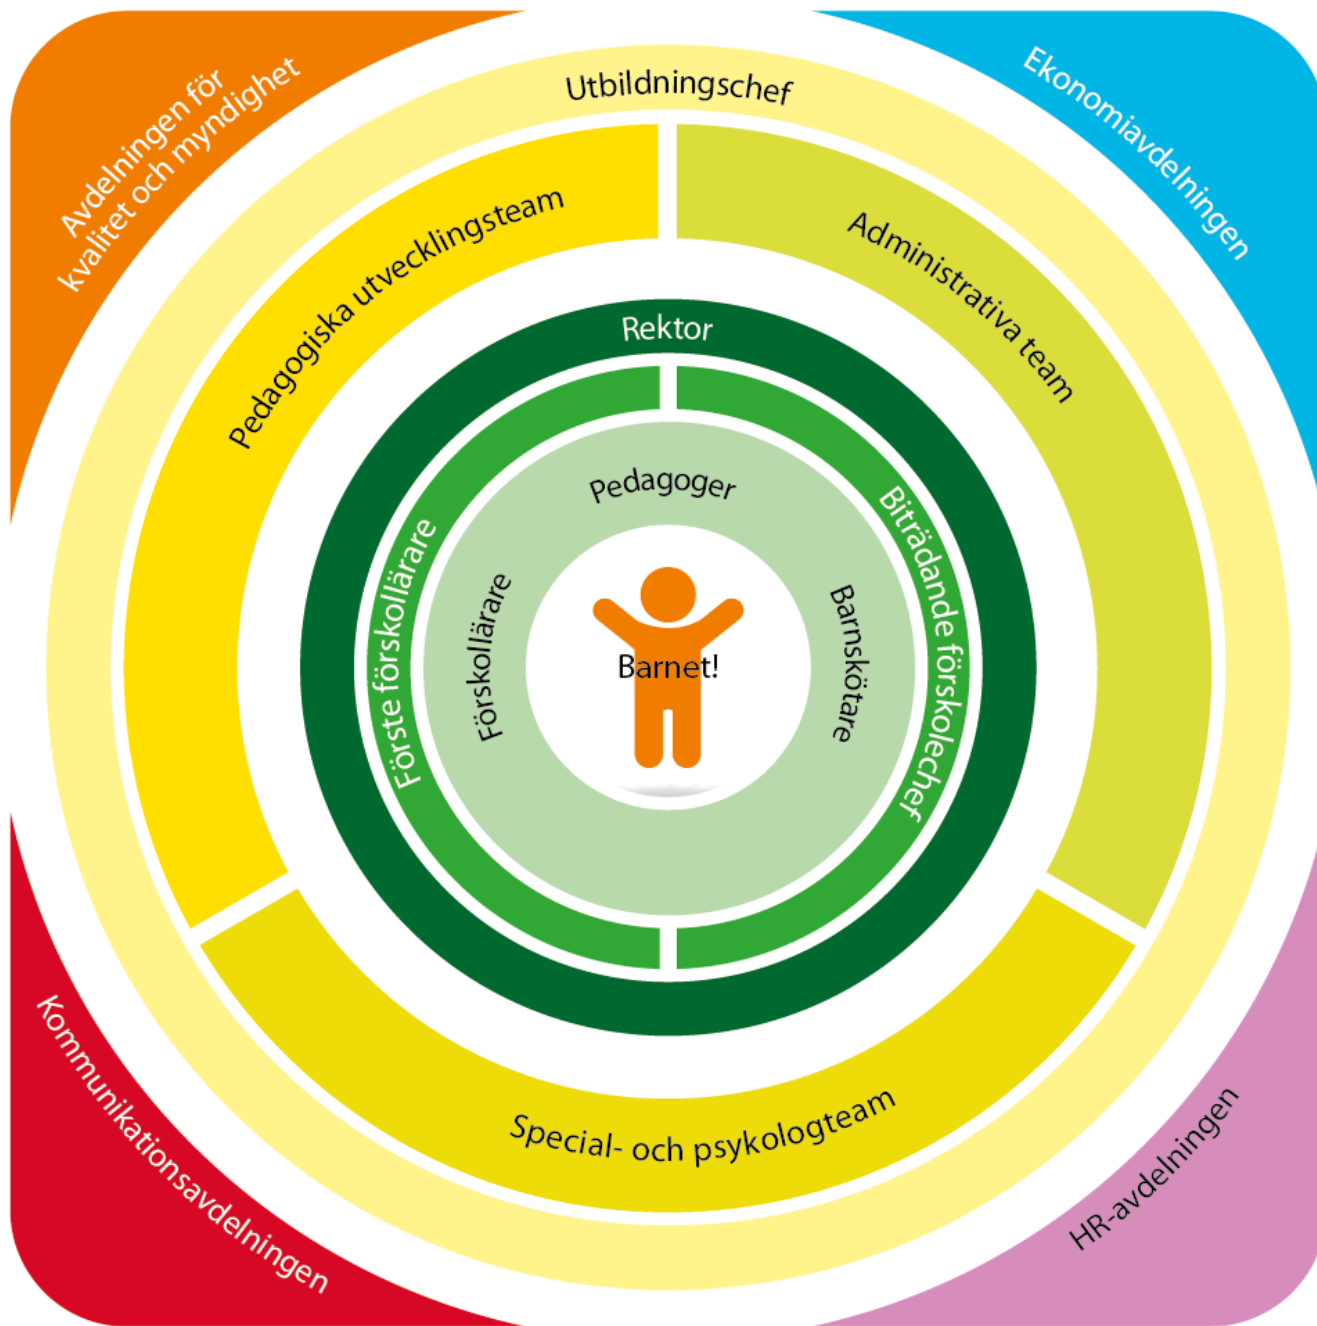 Avdelningen för
kvalitet och myndighet
Ekonomiavdelningen
Utbildningschef
Pedagogiska utvecklingsteam
Administrativa team
Rektor
Förste förskollärare
Biträdande förskolechef
Pedagoger
Förskollärare
Barnskötare
Barnet!
Special- och psykologteam
Kommunikationsavdelningen
HR-avdelningen